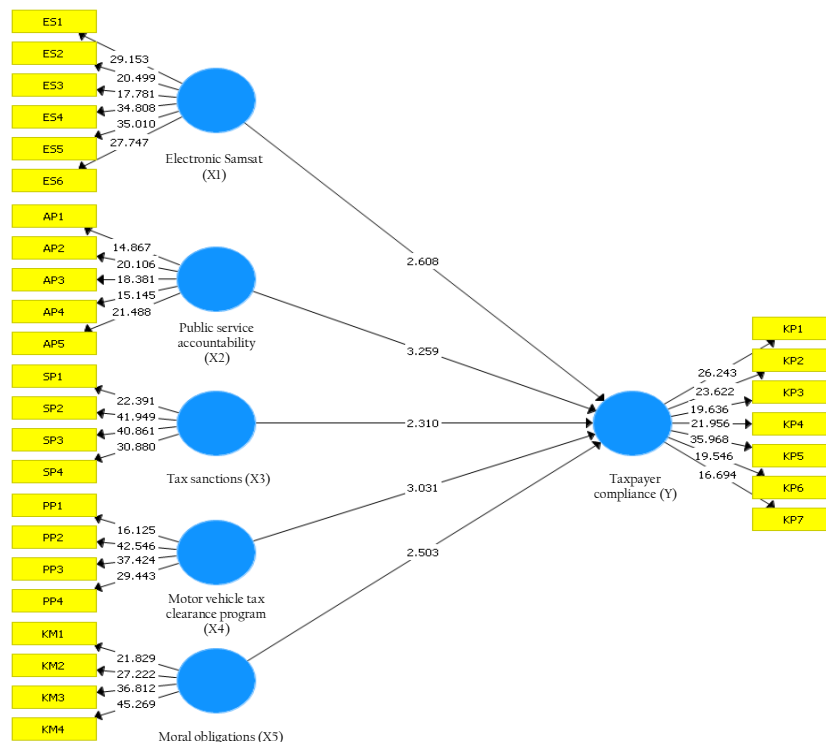 ES1
ES2
ES3
ES4
ES5
ES6
29.153
20.499
17.781
34.808
35.010
27.747
Electronic Samsat
(X1)
AP1
AP2
AP3
AP4
AP5
14.867
20.106
18.381
15.145
21.488
Public service
accountability
(X2)
SP1
SP2
SP3
SP4
22.391
41.949
40.861
30.880
Tax sanctions (X3)
PP1
PP2
PP3
PP4
16.125
42.546
37.424
29.443
Motor vehicle tax
clearance program
(X4)
KM1
KM2
KM3
KM4
21.829
27.222
36.812
45.269
Moral obligations (X5)
2.608
3.259
2.310
3.031
2.503
Taxpayer
compliance (Y)
26.243
23.622
19.636
21.956
35.968
19.546
16.694
KP1
KP2
KP3
KP4
KP5
KP6
KP7